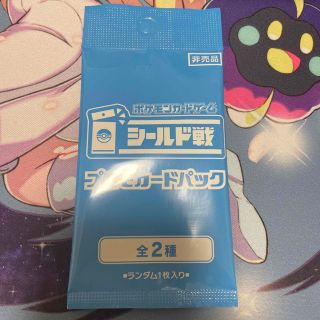 非売品
ポケモンカードゲーム
シールド戦
プロモカードパック
全2種
■ランダム1枚入り■